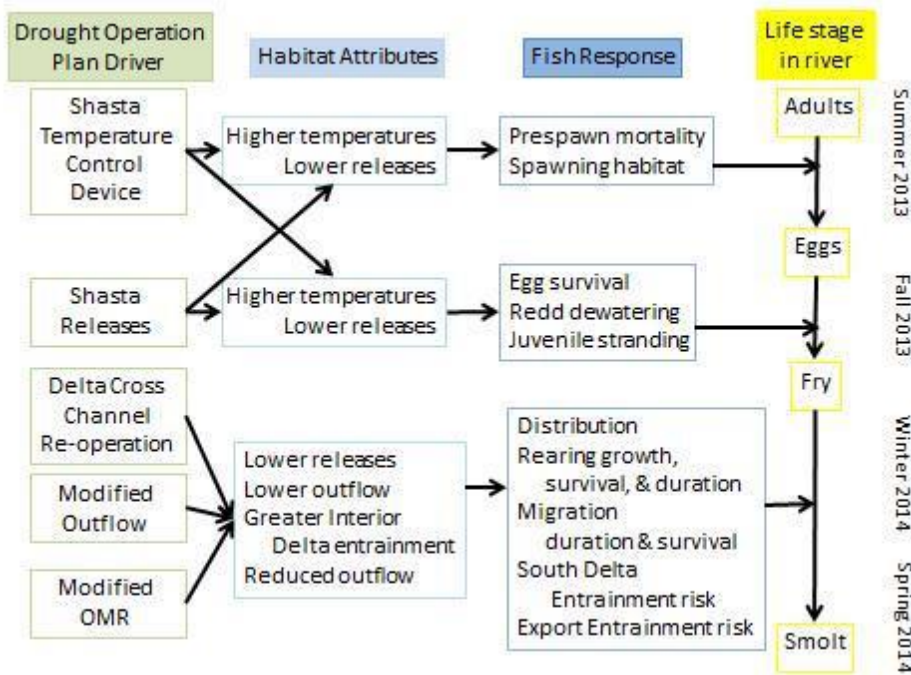 Drought Operation
Plan Driver
Habitat Attributes
Fish Response
Life stage
in river
Shasta
Temperature
Control
Device
Higher temperatures
Lower releases
Prespawn mortality
Spawning habitat
Adults
Summer 2013
Eggs
Shasta
Releases
Higher temperatures
Lower releases
Egg survival
Redd dewatering
Juvenile stranding
Fall 2013
Fry
Delta Cross
Channel
Re-operation
Modified
Outflow
Modified
OMR
Lower releases
Lower outflow
Greater Interior
Delta entrainment
Reduced outflow
Distribution
Rearing growth,
survival, & duration
Migration
duration & survival
South Delta
Entrainment risk
Export Entrainment risk
Winter 2014
Spring 2014
Smolt